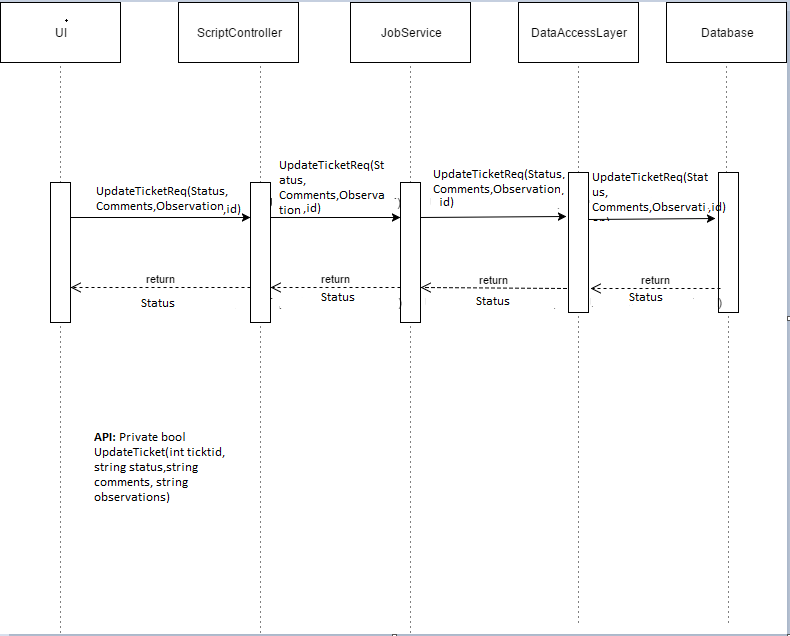 UI
ScriptController
JobService
DataAccessLayer
Database
UpdateTicketReq(Status,
Comments,Observation,id)
UpdateTicketReq(St
atus,
Comments,Observa
tion,id)
UpdateTicketReq(Status,
Comments,Observation,
id)
UpdateTicketReq(Stat
us,
Comments,Observati,id)
return
Status
return
Status
return
Status
return
Status
API: Private bool
UpdateTicket(int ticktid,
string status,string
comments, string
observations)